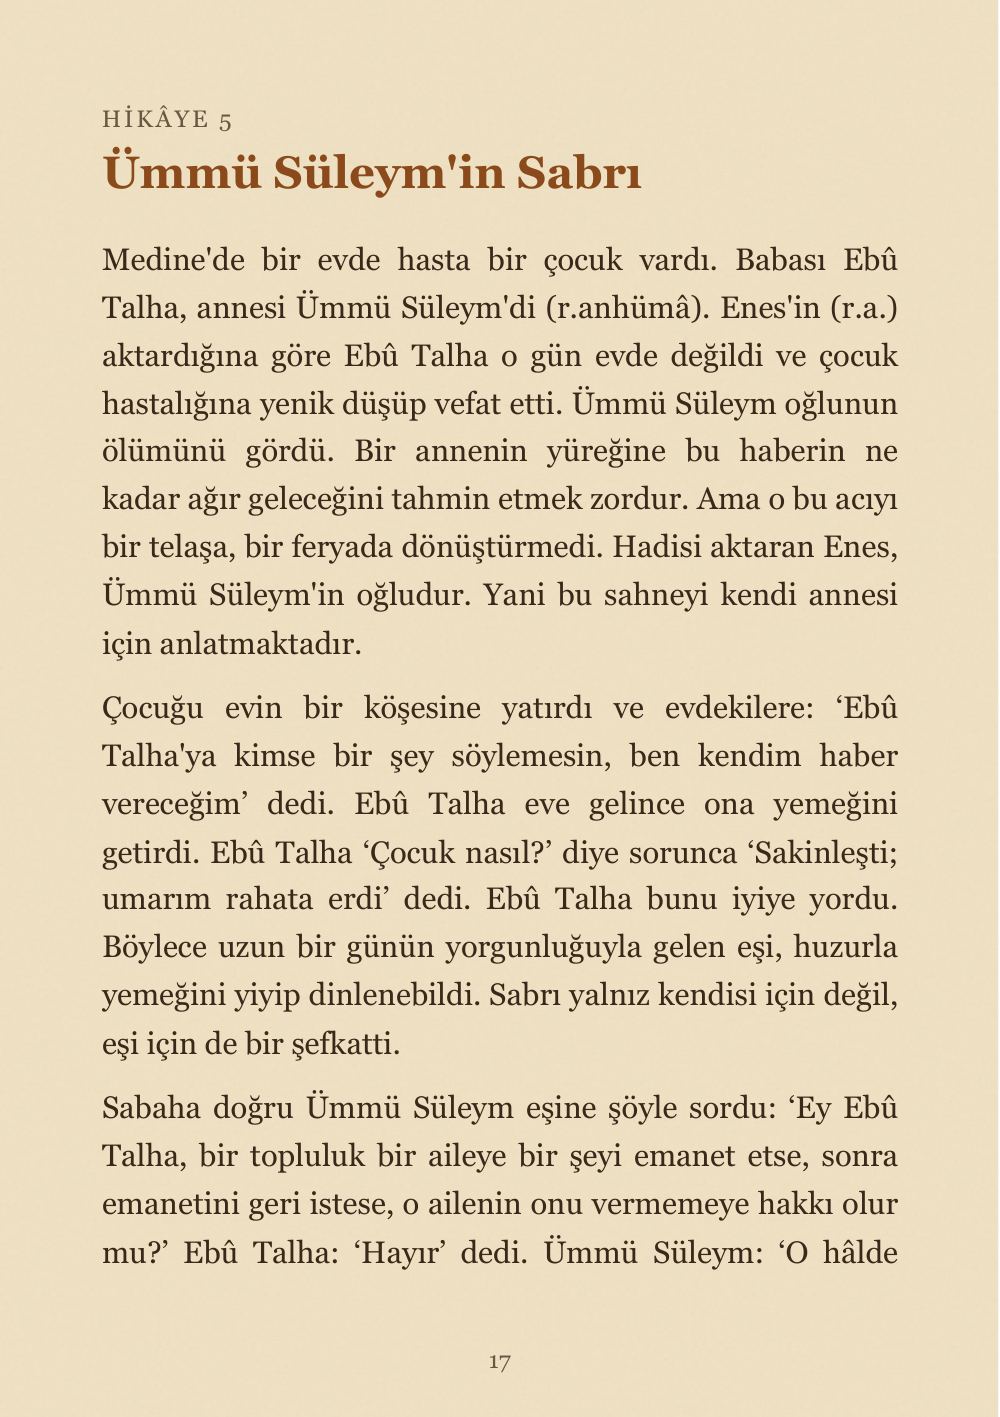 HİKÂYE 5
Ümmü Süleym'in Sabrı
Medine'de bir evde hasta bir çocuk vardı. Babası Ebû
Talha, annesi Ümmü Süleym'di (r.anhümâ). Enes'in (r.a.)
aktardığına göre Ebû Talha o gün evde değildi ve çocuk
hastalığına yenik düşüp vefat etti. Ümmü Süleym oğlunun
ölümünü gördü. Bir annenin yüreğine bu haberin ne
kadar ağır geleceğini tahmin etmek zordur. Ama o bu acıyı
bir telaşa, bir feryada dönüştürmedi. Hadisi aktaran Enes,
Ümmü Süleym'in oğludur. Yani bu sahneyi kendi annesi
için anlatmaktadır.
Çocuğu evin bir köşesine yatırdı ve evdekilere: ‘Ebû
Talha'ya kimse bir şey söylemesin, ben kendim haber
vereceğim’ dedi. Ebû Talha eve gelince ona yemeğini
getirdi. Ebû Talha ‘Çocuk nasıl?’ diye sorunca ‘Sakinleşti;
umarım rahata erdi’ dedi. Ebû Talha bunu iyiye yordu.
Böylece uzun bir günün yorgunluğuyla gelen eşi, huzurla
yemeğini yiyip dinlenebildi. Sabrı yalnız kendisi için değil,
eşi için de bir şefkatti.
Sabaha doğru Ümmü Süleym eşine şöyle sordu: ‘Ey Ebû
Talha, bir topluluk bir aileye bir şeyi emanet etse, sonra
emanetini geri istese, o ailenin onu vermemeye hakkı olur
mu?’ Ebû Talha: ‘Hayır’ dedi. Ümmü Süleym: ‘O hâlde
17